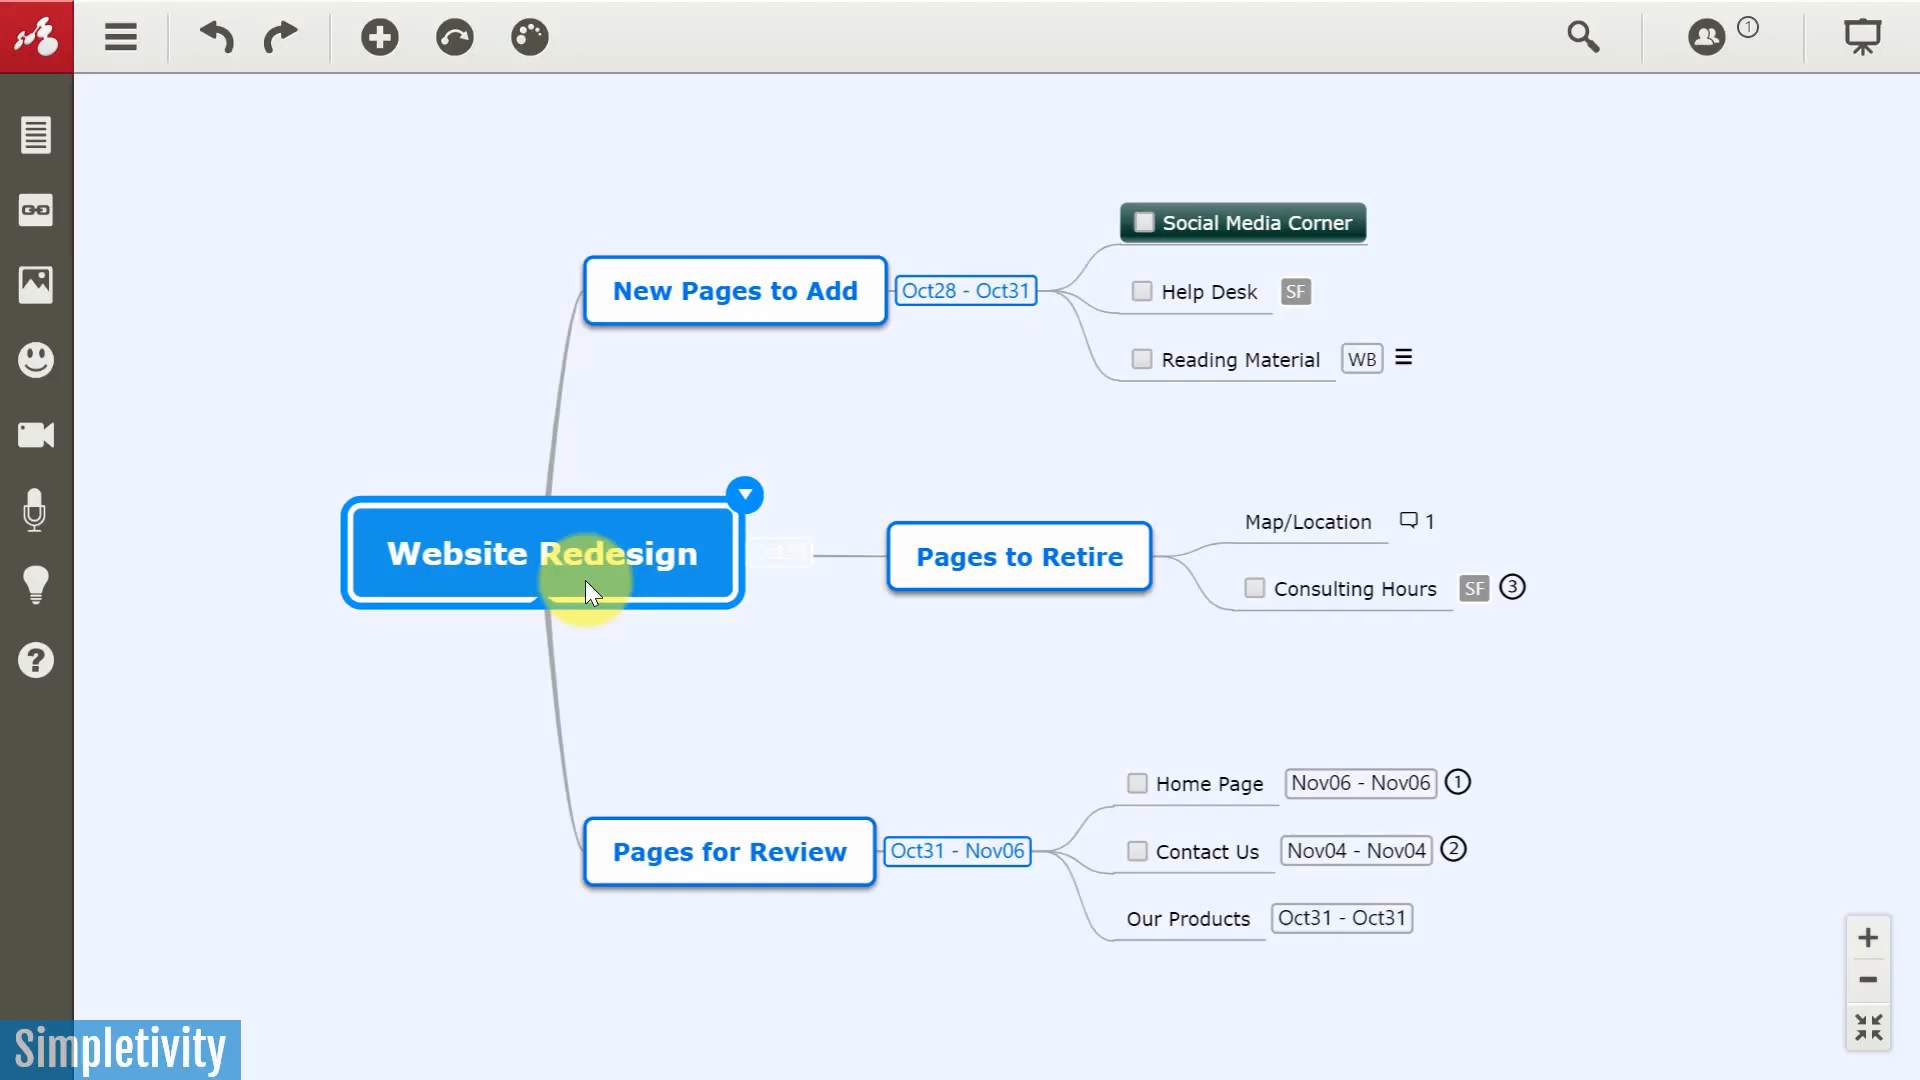 1
Social Media Corner
New Pages to Add
Oct28 - Oct31
Help Desk
SF
Reading Material
WB
Website Redesign
Pages to Retire
Map/Location
1
Consulting Hours
SF
3
Home Page
Nov06 - Nov06
1
Pages for Review
Oct31 - Nov06
Contact Us
Nov04 - Nov04
2
Our Products
Oct31 - Oct31
Simpletivity